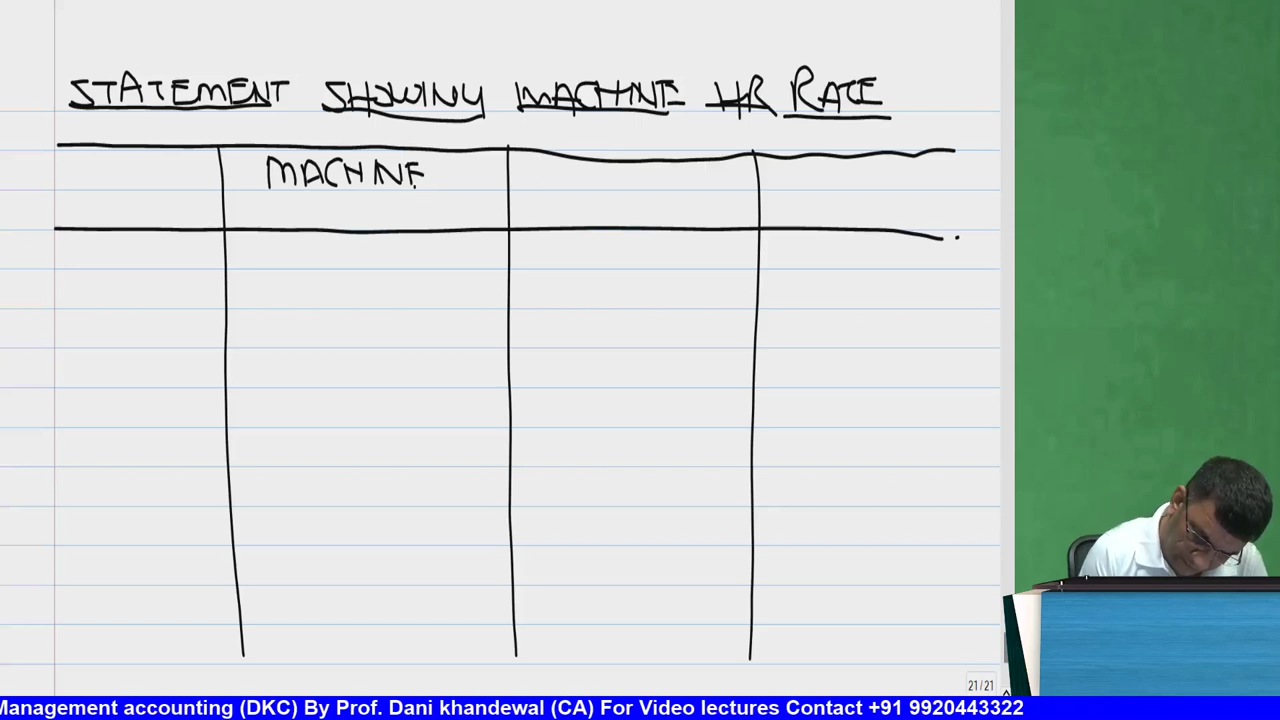 STATEMENT SHOWING MACHINE HR RATE
MACHINE
21/21
Management accounting (DKC) By Prof. Dani khandewal (CA) For Video lectures Contact +91 9920443322